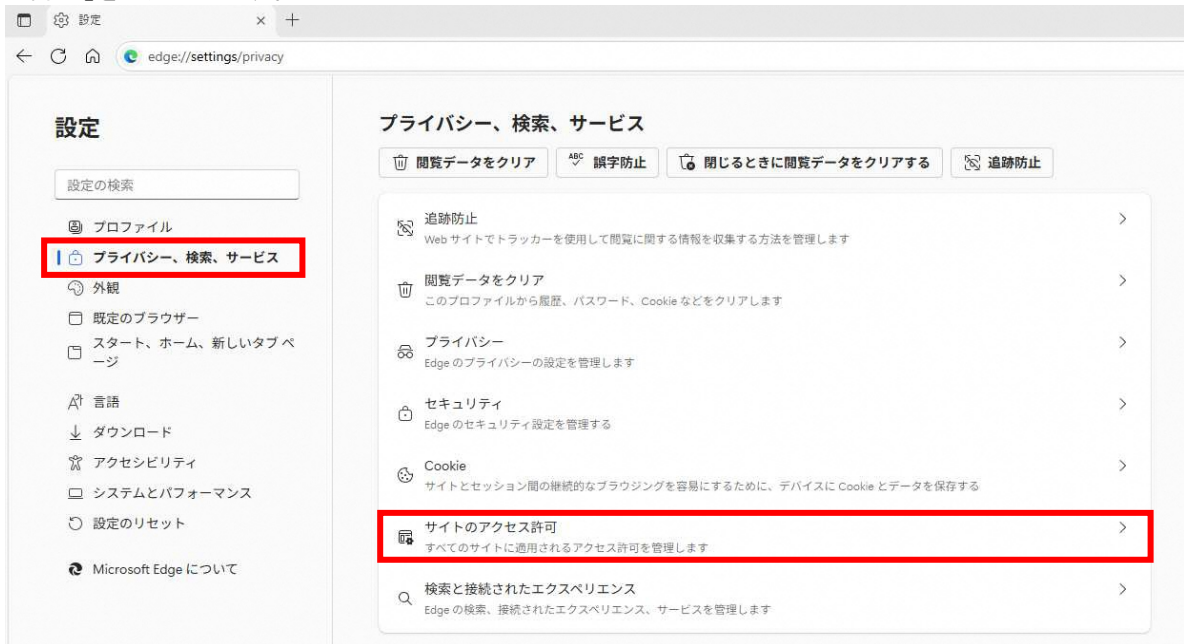 設定
edge://settings/privacy
設定
設定の検索
プロファイル
プライバシー、検索、サービス
外観
既定のブラウザー
スタート、ホーム、新しいタブ ペ
ージ
言語
ダウンロード
アクセシビリティ
システムとパフォーマンス
設定のリセット
Microsoft Edge について
プライバシー、検索、サービス
閲覧データをクリア ABC 誤字防止 閉じるときに閲覧データをクリアする 追跡防止
追跡防止
Web サイトでトラッカーを使用して閲覧に関する情報を収集する方法を管理します
閲覧データをクリア
このプロファイルから履歴、パスワード、Cookie などをクリアします
プライバシー
Edge のプライバシーの設定を管理します
セキュリティ
Edge のセキュリティ設定を管理する
Cookie
サイトとセッション間の継続的なブラウジングを容易にするために、デバイスに Cookie とデータを保存する
サイトのアクセス許可
すべてのサイトに適用されるアクセス許可を管理します
検索と接続されたエクスペリエンス
Edge の検索、接続されたエクスペリエンス、サービスを管理します